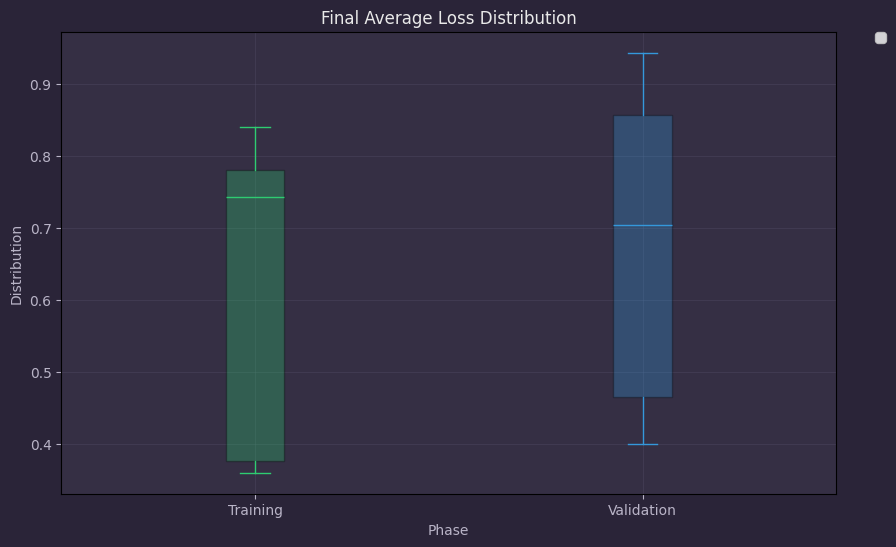 Final Average Loss Distribution
0.9
0.8
0.7
0.6
0.5
0.4
Distribution
Training
Validation
Phase